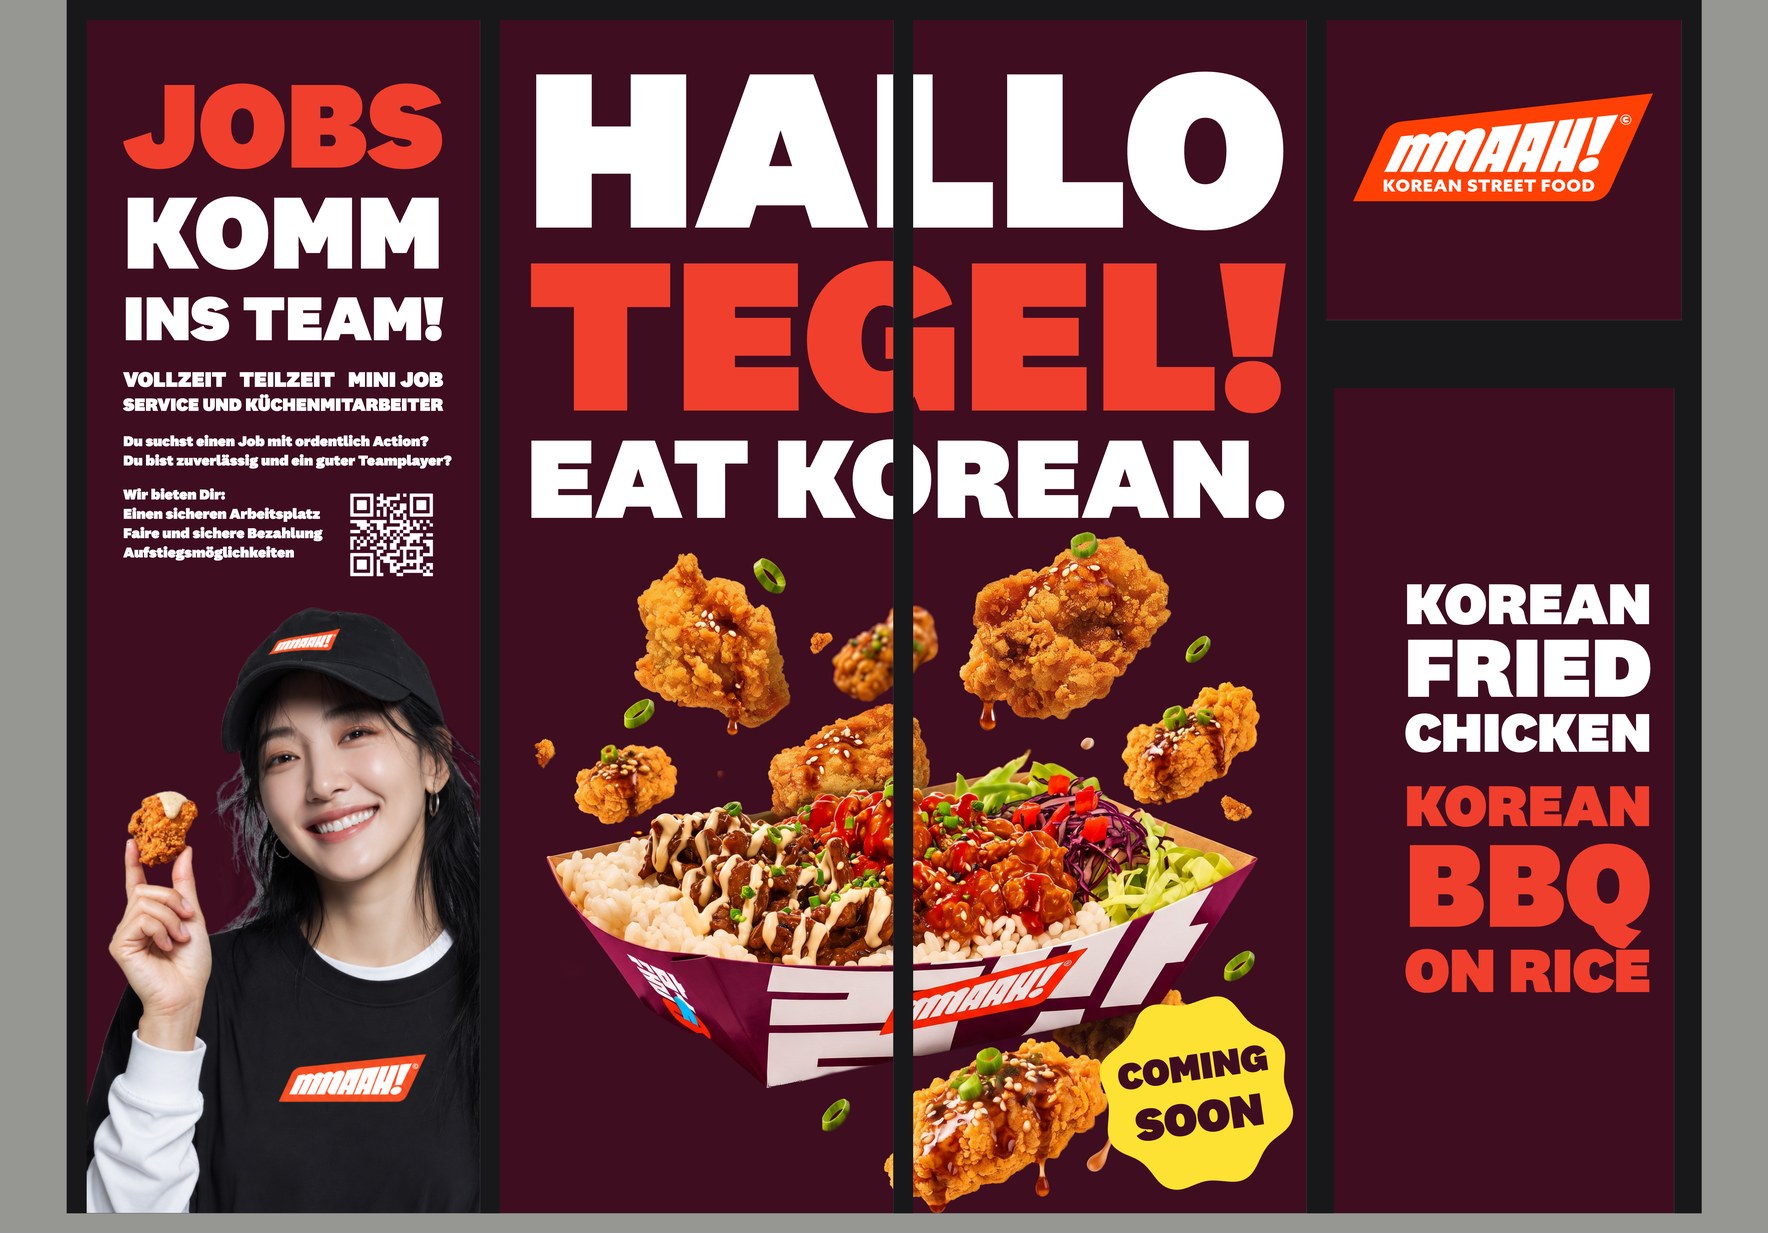 JOBS
KOMM
INS TEAM!
VOLLZEIT TEILZEIT MINI JOB
SERVICE UND KÜCHENMITARBEITER
Du suchst einen Job mit ordentlich Action?
Du bist zuverlässig und ein guter Teamplayer?
Wir bieten Dir:
Einen sicheren Arbeitsplatz
Faire und sichere Bezahlung
Aufstiegsmöglichkeiten
MMAAH!
MMAAH!
HALLO
TEGEL!
EAT KOREAN.
MMAAH!
COMING
SOON
MMAAH! ©
KOREAN STREET FOOD
KOREAN
FRIED
CHICKEN
KOREAN
BBQ
ON RICE